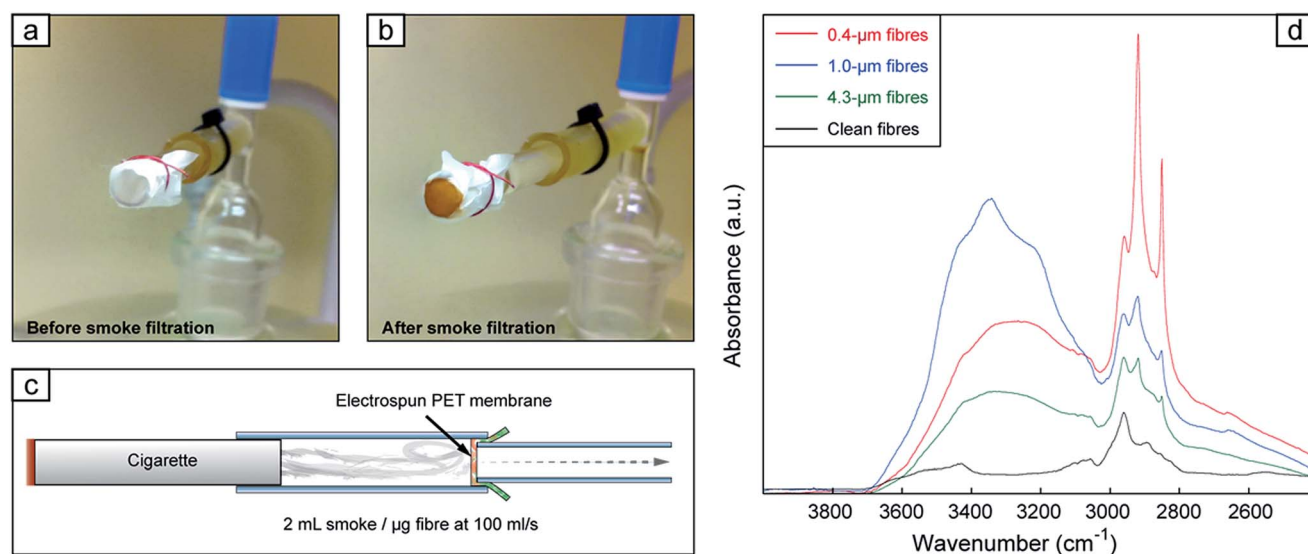 a
Before smoke filtration
b
After smoke filtration
c
Electrospun PET membrane
Cigarette
2 mL smoke / µg fibre at 100 ml/s
d
0.4-µm fibres
1.0-µm fibres
4.3-µm fibres
Clean fibres
Absorbance (a.u.)
3800 3600 3400 3200 3000 2800 2600
Wavenumber (cm⁻¹)